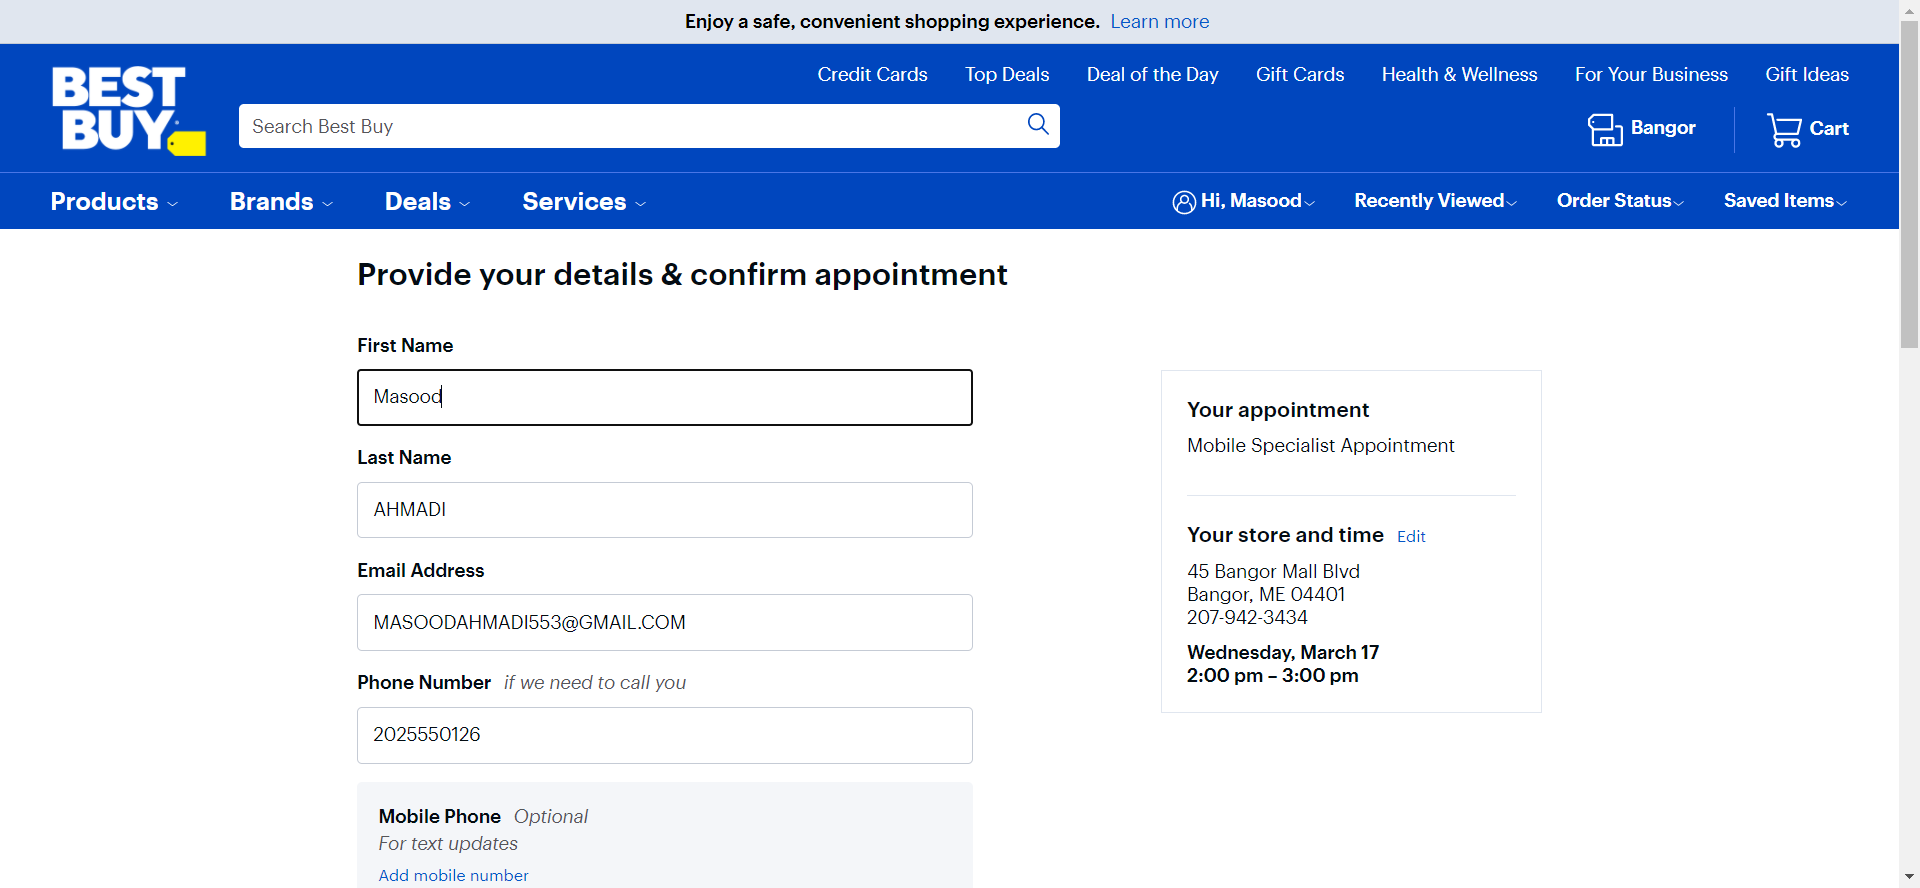 Enjoy a safe, convenient shopping experience. Learn more
Credit Cards Top Deals Deal of the Day Gift Cards Health & Wellness For Your Business Gift Ideas
BEST
BUY
Search Best Buy
Bangor
Cart
Products Brands Deals Services
Hi, Masood Recently Viewed Order Status Saved Items
Provide your details & confirm appointment
First Name
Masood
Last Name
AHMADI
Email Address
MASOODAHMADI553@GMAIL.COM
Phone Number if we need to call you
2025550126
Mobile Phone Optional
For text updates
Add mobile number
Your appointment
Mobile Specialist Appointment
Your store and time Edit
45 Bangor Mall Blvd
Bangor, ME 04401
207-942-3434
Wednesday, March 17
2:00 pm – 3:00 pm